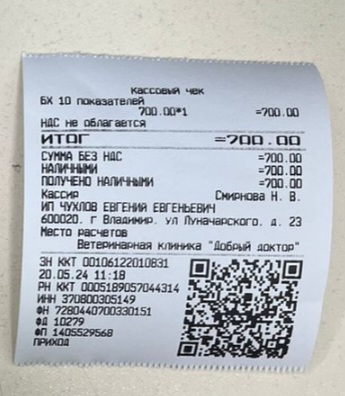 Кассовый чек
БХ 10 показателей
700.00*1 =700.00
НДС не облагается
ИТОГ =700.00
СУММА БЕЗ НДС =700.00
НАЛИЧНЫМИ =700.00
ПОЛУЧЕНО НАЛИЧНЫМИ =700.00
Кассир Смирнова Н. В.
ИП ЧУХЛОВ ЕВГЕНИЙ ЕВГЕНЬЕВИЧ
600020. г Владимир. ул Луначарского. д. 23
Место расчетов
Ветеринарная клиника "Добрый доктор"
ЗН ККТ 00106122010831
20.05.24 11:18
РН ККТ 0005189057044314
ИНН 370800305149
ФН 7280440700330151
ФД 10279
ФП 1405529568
ПРИХОД